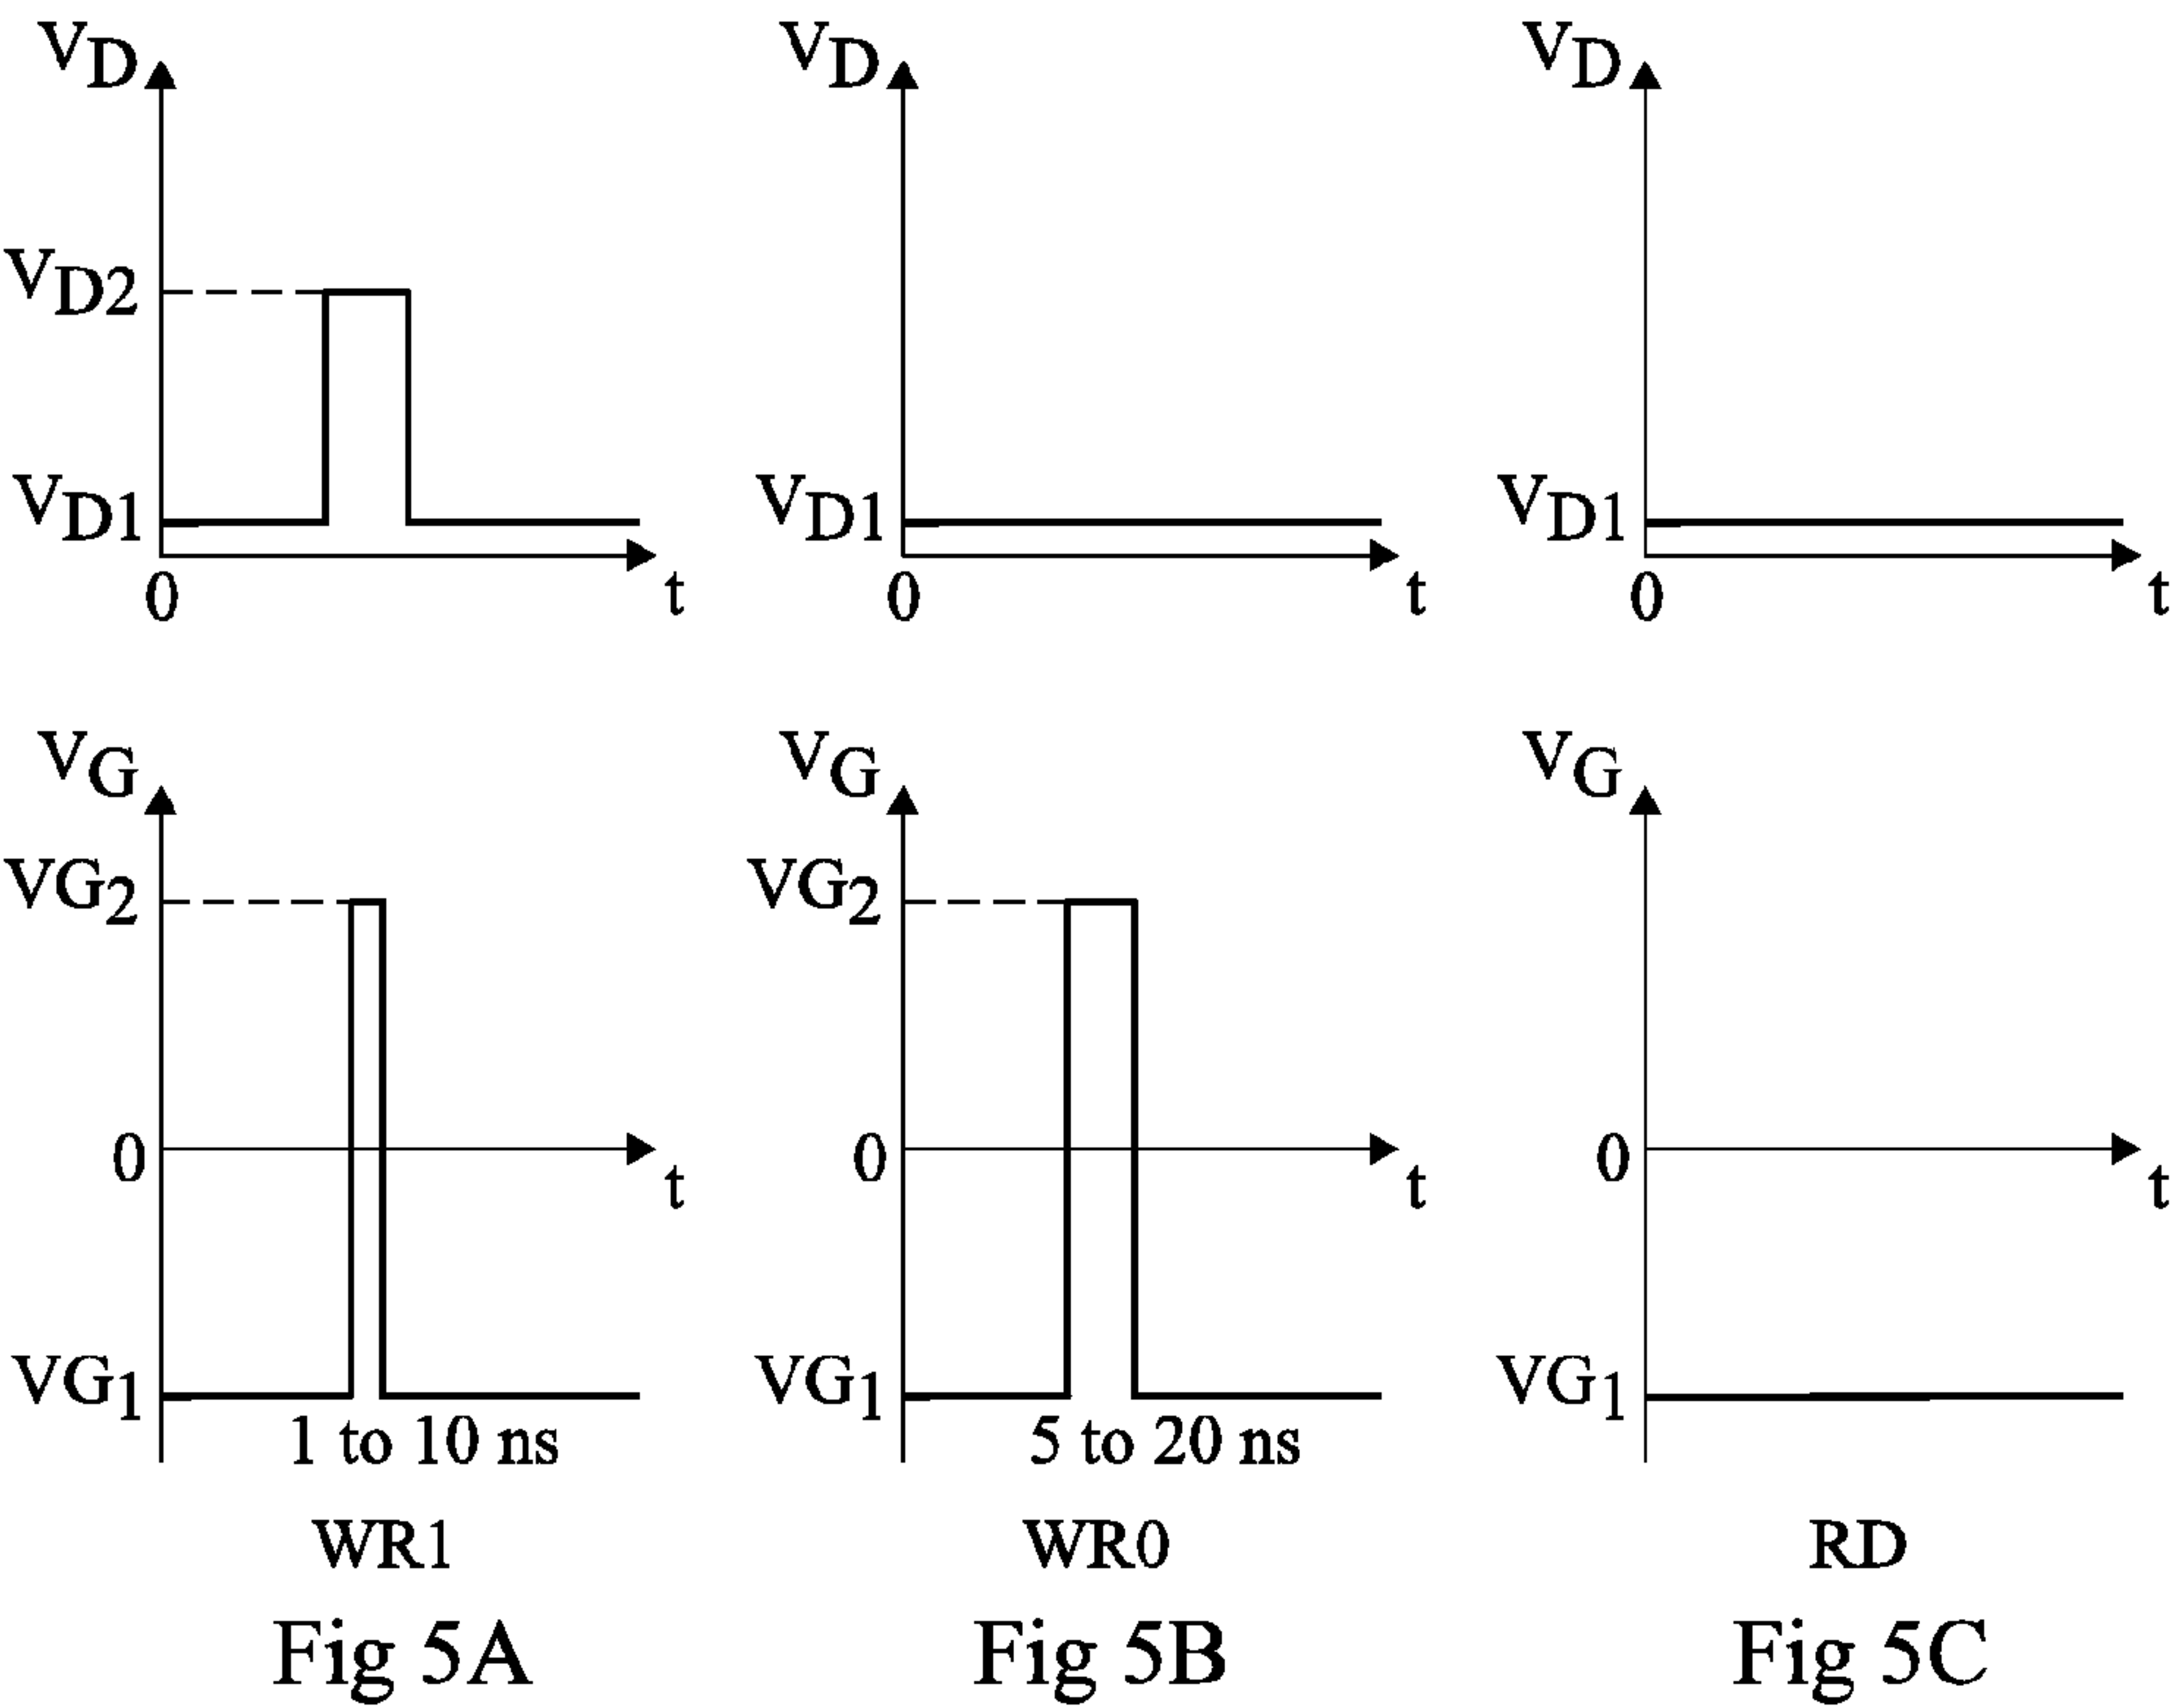 VD VD VD
VD2
VD1 VD1 VD1
0 t 0 t 0 t
VG VG VG
VG2 VG2
0 t 0 t 0 t
VG1 VG1 VG1
1 to 10 ns 5 to 20 ns
WR1 WR0 RD
Fig 5A Fig 5B Fig 5C